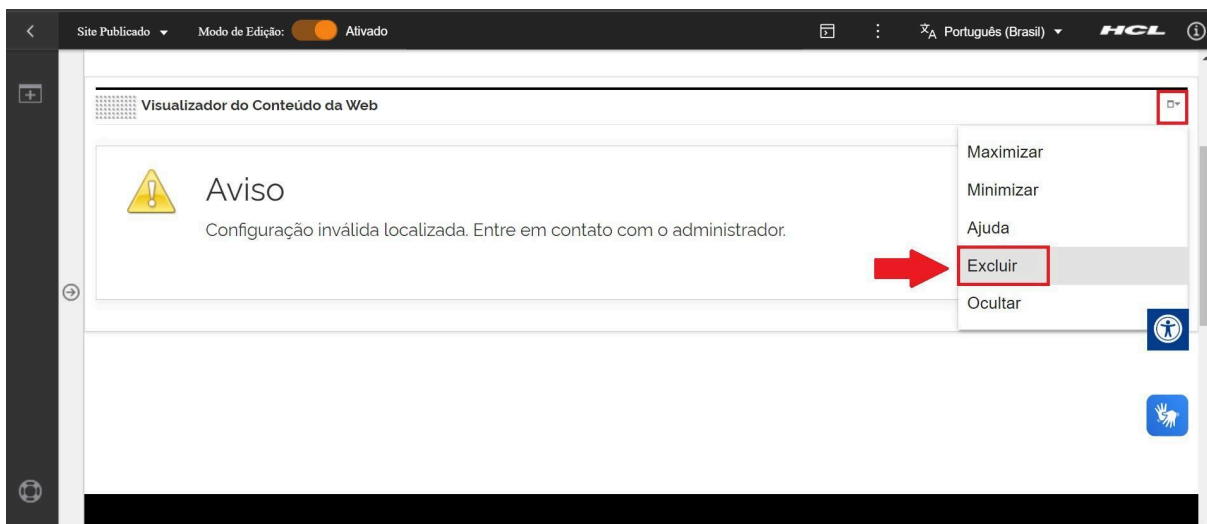 Site Publicado Modo de Edição: Ativado Português (Brasil) HCL
Visualizador do Conteúdo da Web
Aviso
Configuração inválida localizada. Entre em contato com o administrador.
Maximizar
Minimizar
Ajuda
Excluir
Ocultar